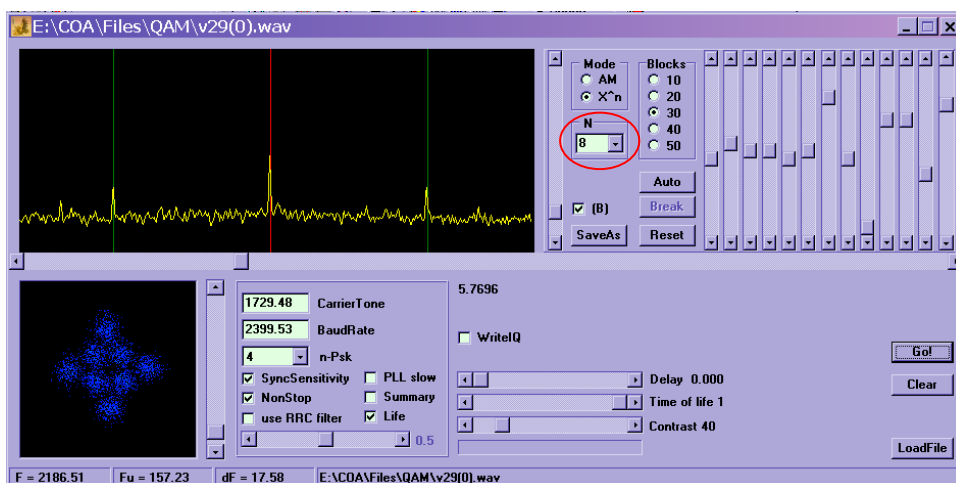 E:\COA\Files\QAM\v29(0).wav
Mode
AM
X^n
N
8
(B)
SaveAs
Blocks
10
20
30
40
50
Auto
Break
Reset
1729.48 CarrierTone
2399.53 BaudRate
4 n-Psk
SyncSensitivity PLL slow
NonStop Summary
use RRC filter Life
0.5
5.7696
WriteIQ
Delay 0.000
Time of life 1
Contrast 40
Go!
Clear
LoadFile
F = 2186.51 Fu = 157.23 dF = 17.58 E:\COA\Files\QAM\v29(0).wav